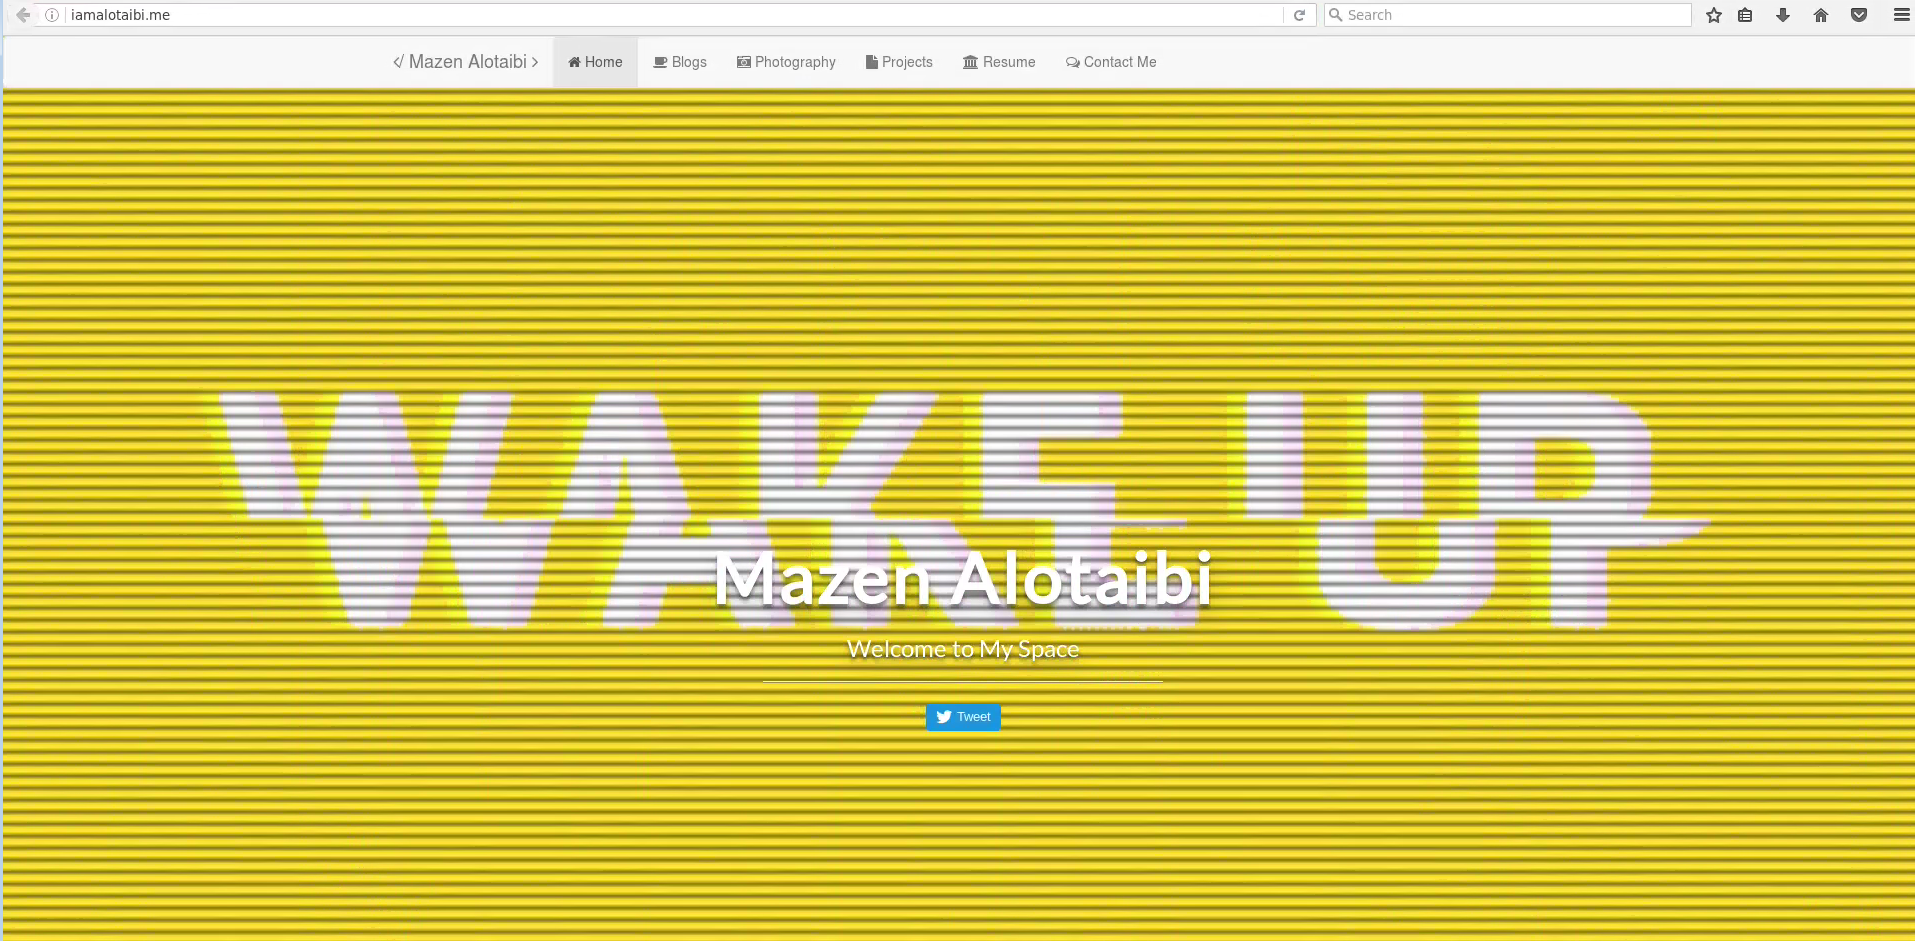 iamalotaibi.me
Search
</ Mazen Alotaibi > Home Blogs Photography Projects Resume Contact Me
WAKE UP
Mazen Alotaibi
Welcome to My Space
Tweet